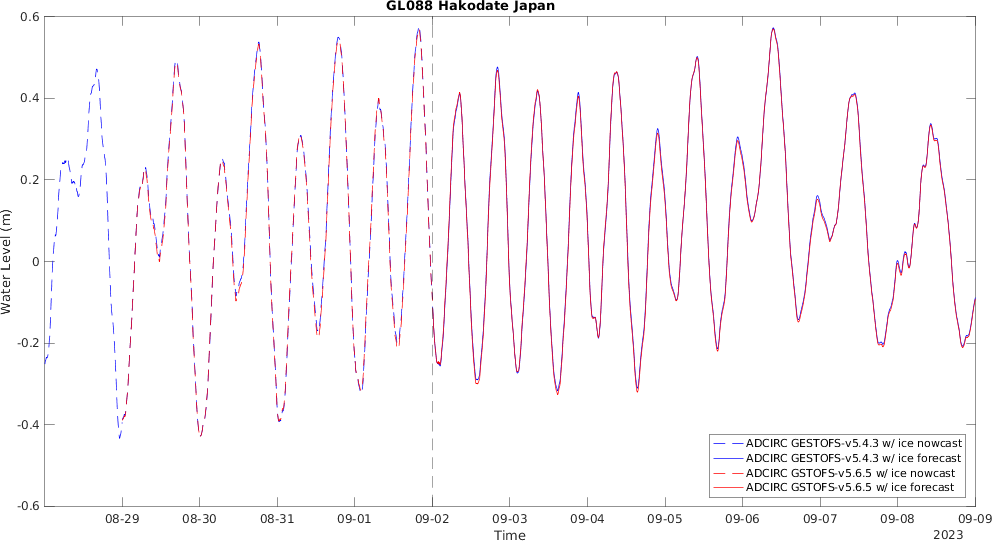 GL088 Hakodate Japan
0.6
0.4
0.2
0
-0.2
-0.4
-0.6
Water Level (m)
ADCIRC GESTOFS-v5.4.3 w/ ice nowcast
ADCIRC GESTOFS-v5.4.3 w/ ice forecast
ADCIRC GSTOFS-v5.6.5 w/ ice nowcast
ADCIRC GSTOFS-v5.6.5 w/ ice forecast
08-29 08-30 08-31 09-01 09-02 09-03 09-04 09-05 09-06 09-07 09-08 09-09
Time
2023